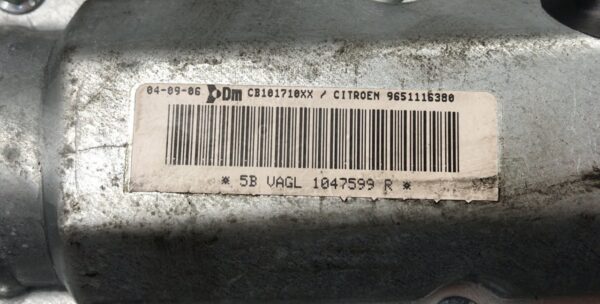 04-09-06 Dm CB101710XX / CITROEN 9651116380
* 5B VAGL 1047599 R *